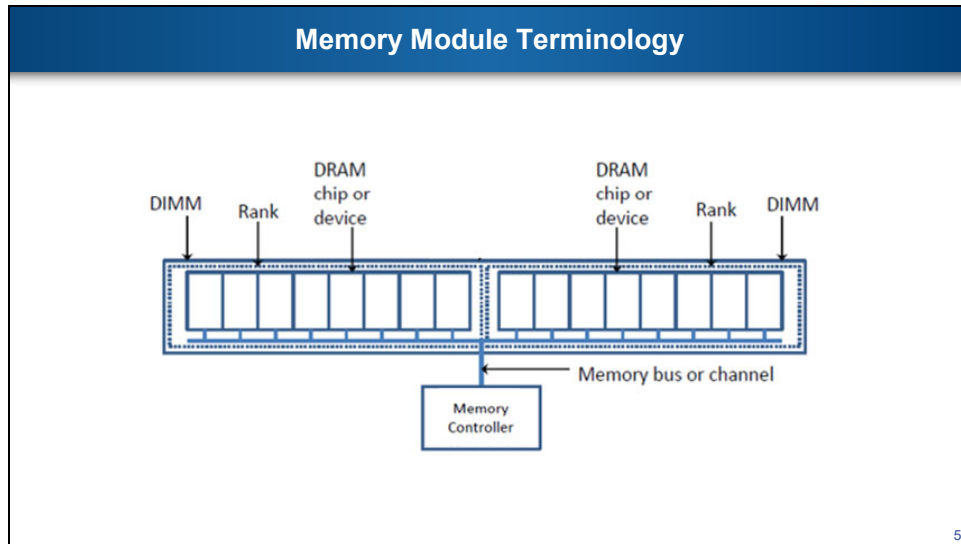 Memory Module Terminology
DIMM
Rank
DRAM
chip or
device
DRAM
chip or
device
Rank
DIMM
Memory bus or channel
Memory
Controller
5